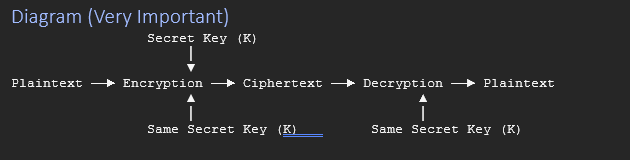 Diagram (Very Important)
Secret Key (K)
Plaintext → Encryption → Ciphertext → Decryption → Plaintext
Same Secret Key (K) Same Secret Key (K)